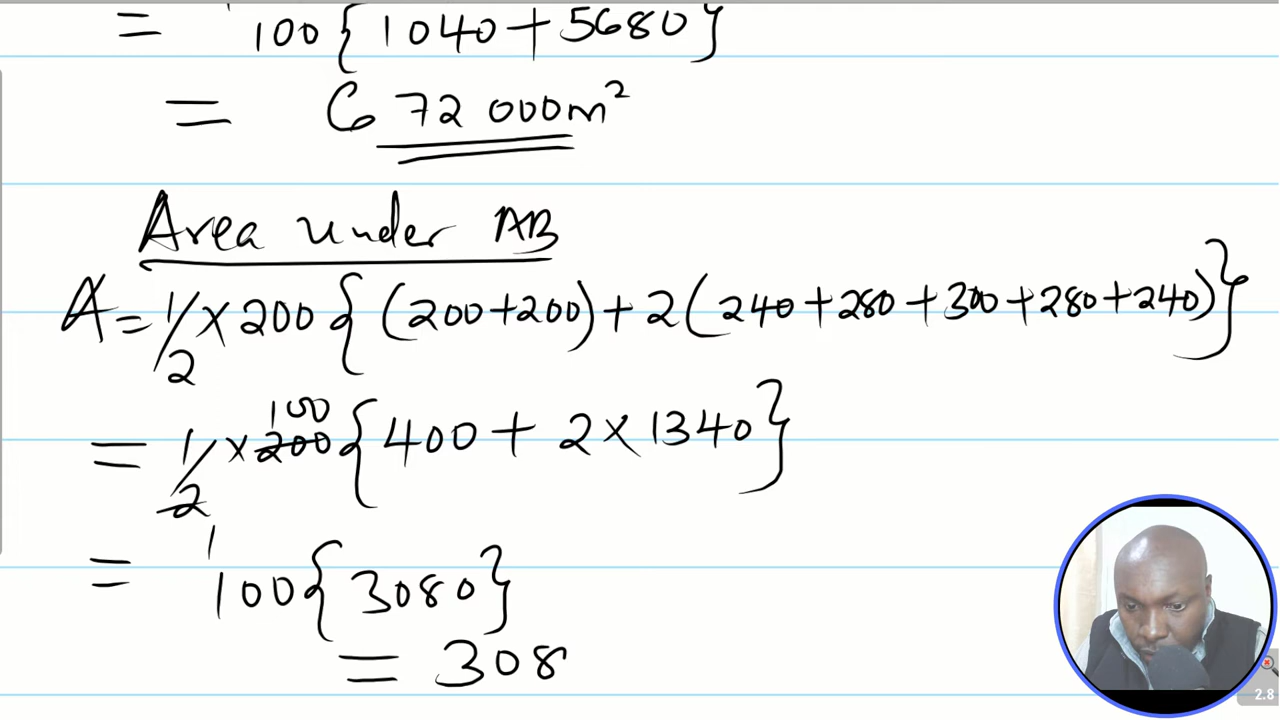 = 100{1040+5680}
= 672 000m²
Area under AB
A = 1/2 × 200 {(200+200) + 2(240+280+300+280+240)}
100
= 1/2 × 200 {400 + 2×1340}
1
= 100{3080}
= 308
2.8